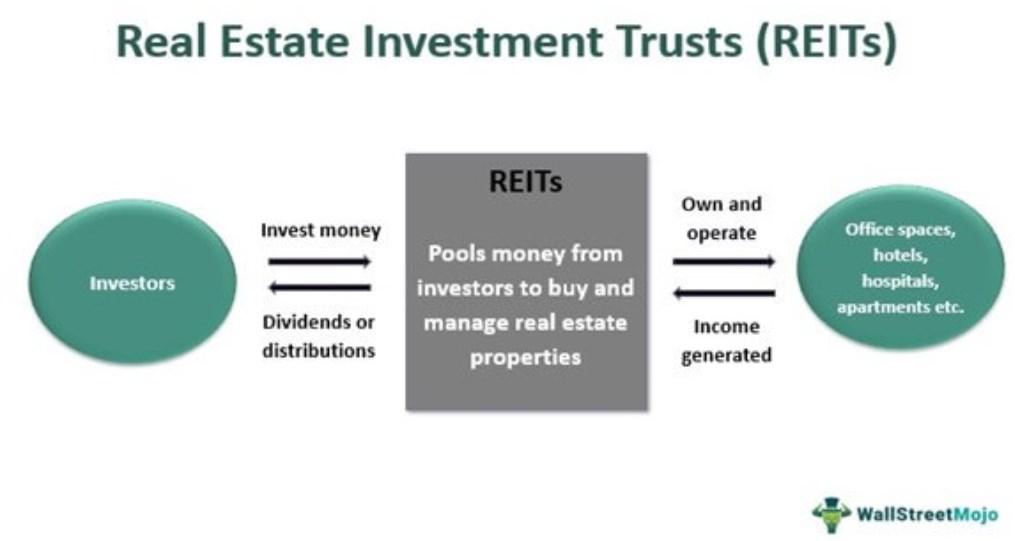 Real Estate Investment Trusts (REITs)
Investors
Invest money
Dividends or
distributions
REITs
Pools money from
investors to buy and
manage real estate
properties
Own and
operate
Income
generated
Office spaces,
hotels,
hospitals,
apartments etc.
WallStreetMojo